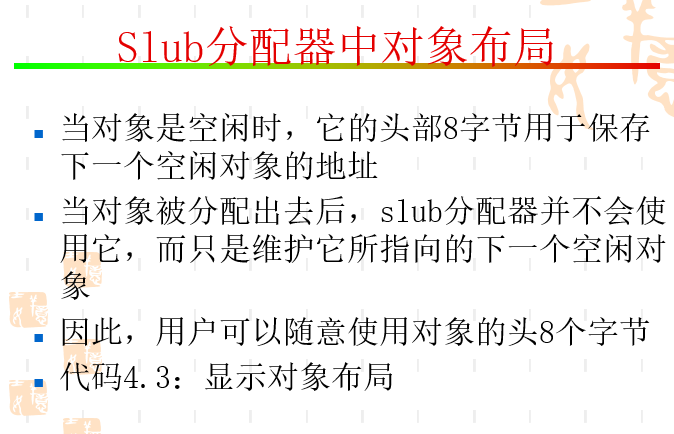 Slub分配器中对象布局
当对象是空闲时，它的头部8字节用于保存
下一个空闲对象的地址
当对象被分配出去后，slub分配器并不会使
用它，而只是维护它所指向的下一个空闲对
象
因此，用户可以随意使用对象的头8个字节
代码4.3：显示对象布局